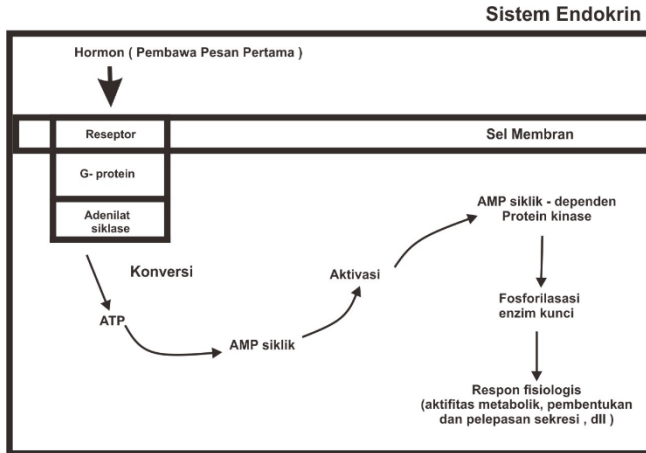 Sistem Endokrin
Hormon ( Pembawa Pesan Pertama )
Reseptor
Sel Membran
G- protein
Adenilat
siklase
AMP siklik - dependen
Protein kinase
Konversi
Aktivasi
ATP
AMP siklik
Fosforilasasi
enzim kunci
Respon fisiologis
(aktifitas metabolik, pembentukan
dan pelepasan sekresi , dll )